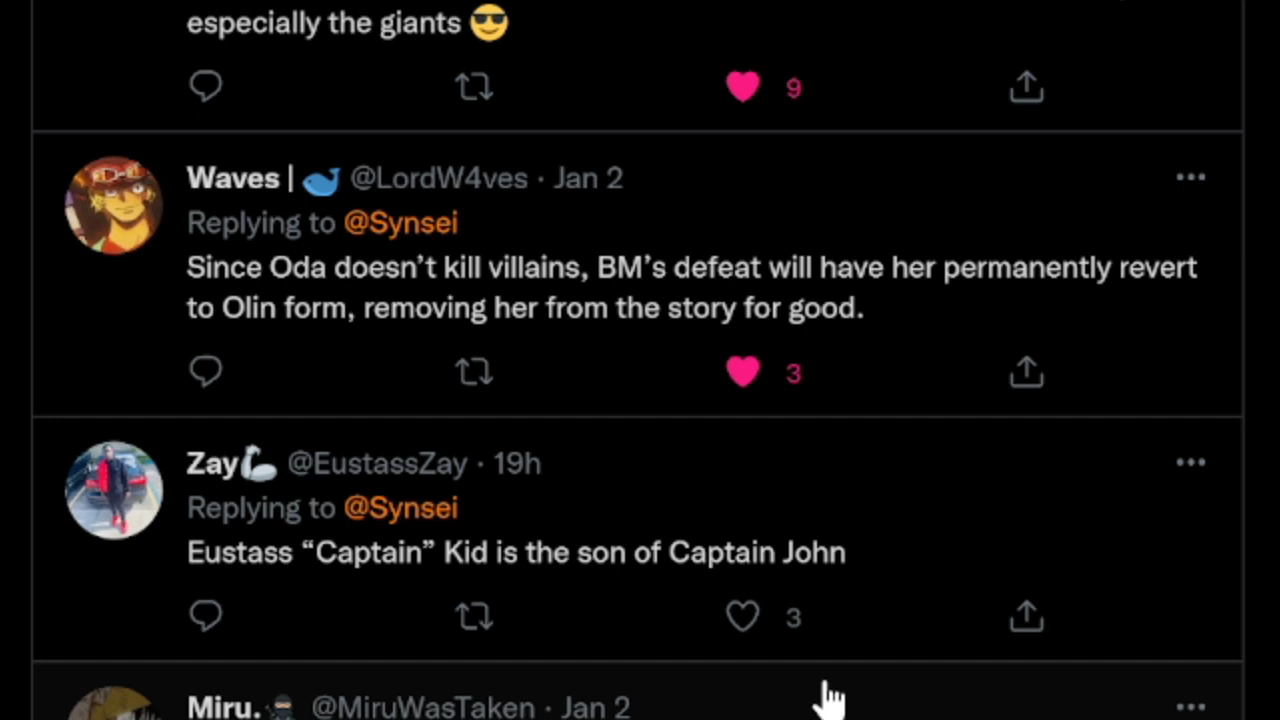 especially the giants 😎
9
Waves | 🐳 @LordW4ves · Jan 2
Replying to @Synsei
Since Oda doesn’t kill villains, BM’s defeat will have her permanently revert
to Olin form, removing her from the story for good.
3
Zay🦾 @EustassZay · 19h
Replying to @Synsei
Eustass “Captain” Kid is the son of Captain John
3
Miru.🥷 @MiruWasTaken · Jan 2